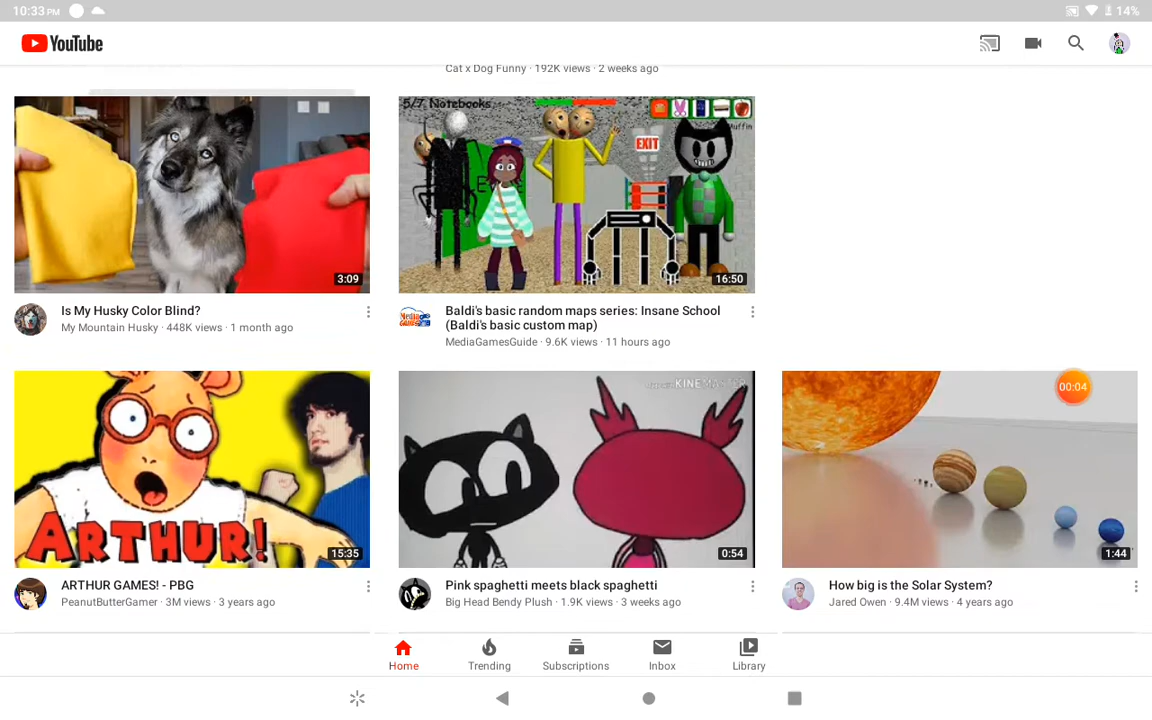 10:33PM
14%
YouTube
Cat x Dog Funny · 192K views · 2 weeks ago
3:09
5/7 Notebooks
EXIT
Muffin
16:50
Is My Husky Color Blind?
My Mountain Husky · 448K views · 1 month ago
Baldi's basic random maps series: Insane School
(Baldi's basic custom map)
MediaGamesGuide · 9.6K views · 11 hours ago
ARTHUR!
15:35
KINEMASTER
0:54
00:04
1:44
ARTHUR GAMES! - PBG
PeanutButterGamer · 3M views · 3 years ago
Pink spaghetti meets black spaghetti
Big Head Bendy Plush · 1.9K views · 3 weeks ago
How big is the Solar System?
Jared Owen · 9.4M views · 4 years ago
Home
Trending
Subscriptions
Inbox
Library